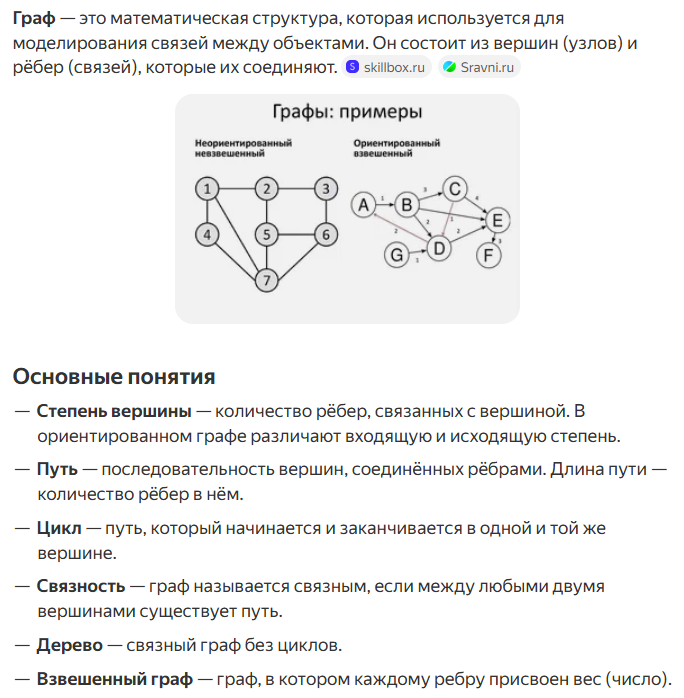 Граф — это математическая структура, которая используется для
моделирования связей между объектами. Он состоит из вершин (узлов) и
рёбер (связей), которые их соединяют. S skillbox.ru Sravni.ru
Графы: примеры
Неориентированный
невзвешенный
Ориентированный
взвешенный
1 2 3
4 5 6
7
A 1 B 3 C 4
2 1 E
2 D 2 3
G 1 F
Основные понятия
— Степень вершины — количество рёбер, связанных с вершиной. В
ориентированном графе различают входящую и исходящую степень.
— Путь — последовательность вершин, соединённых рёбрами. Длина пути —
количество рёбер в нём.
— Цикл — путь, который начинается и заканчивается в одной и той же
вершине.
— Связность — граф называется связным, если между любыми двумя
вершинами существует путь.
— Дерево — связный граф без циклов.
— Взвешенный граф — граф, в котором каждому ребру присвоен вес (число).